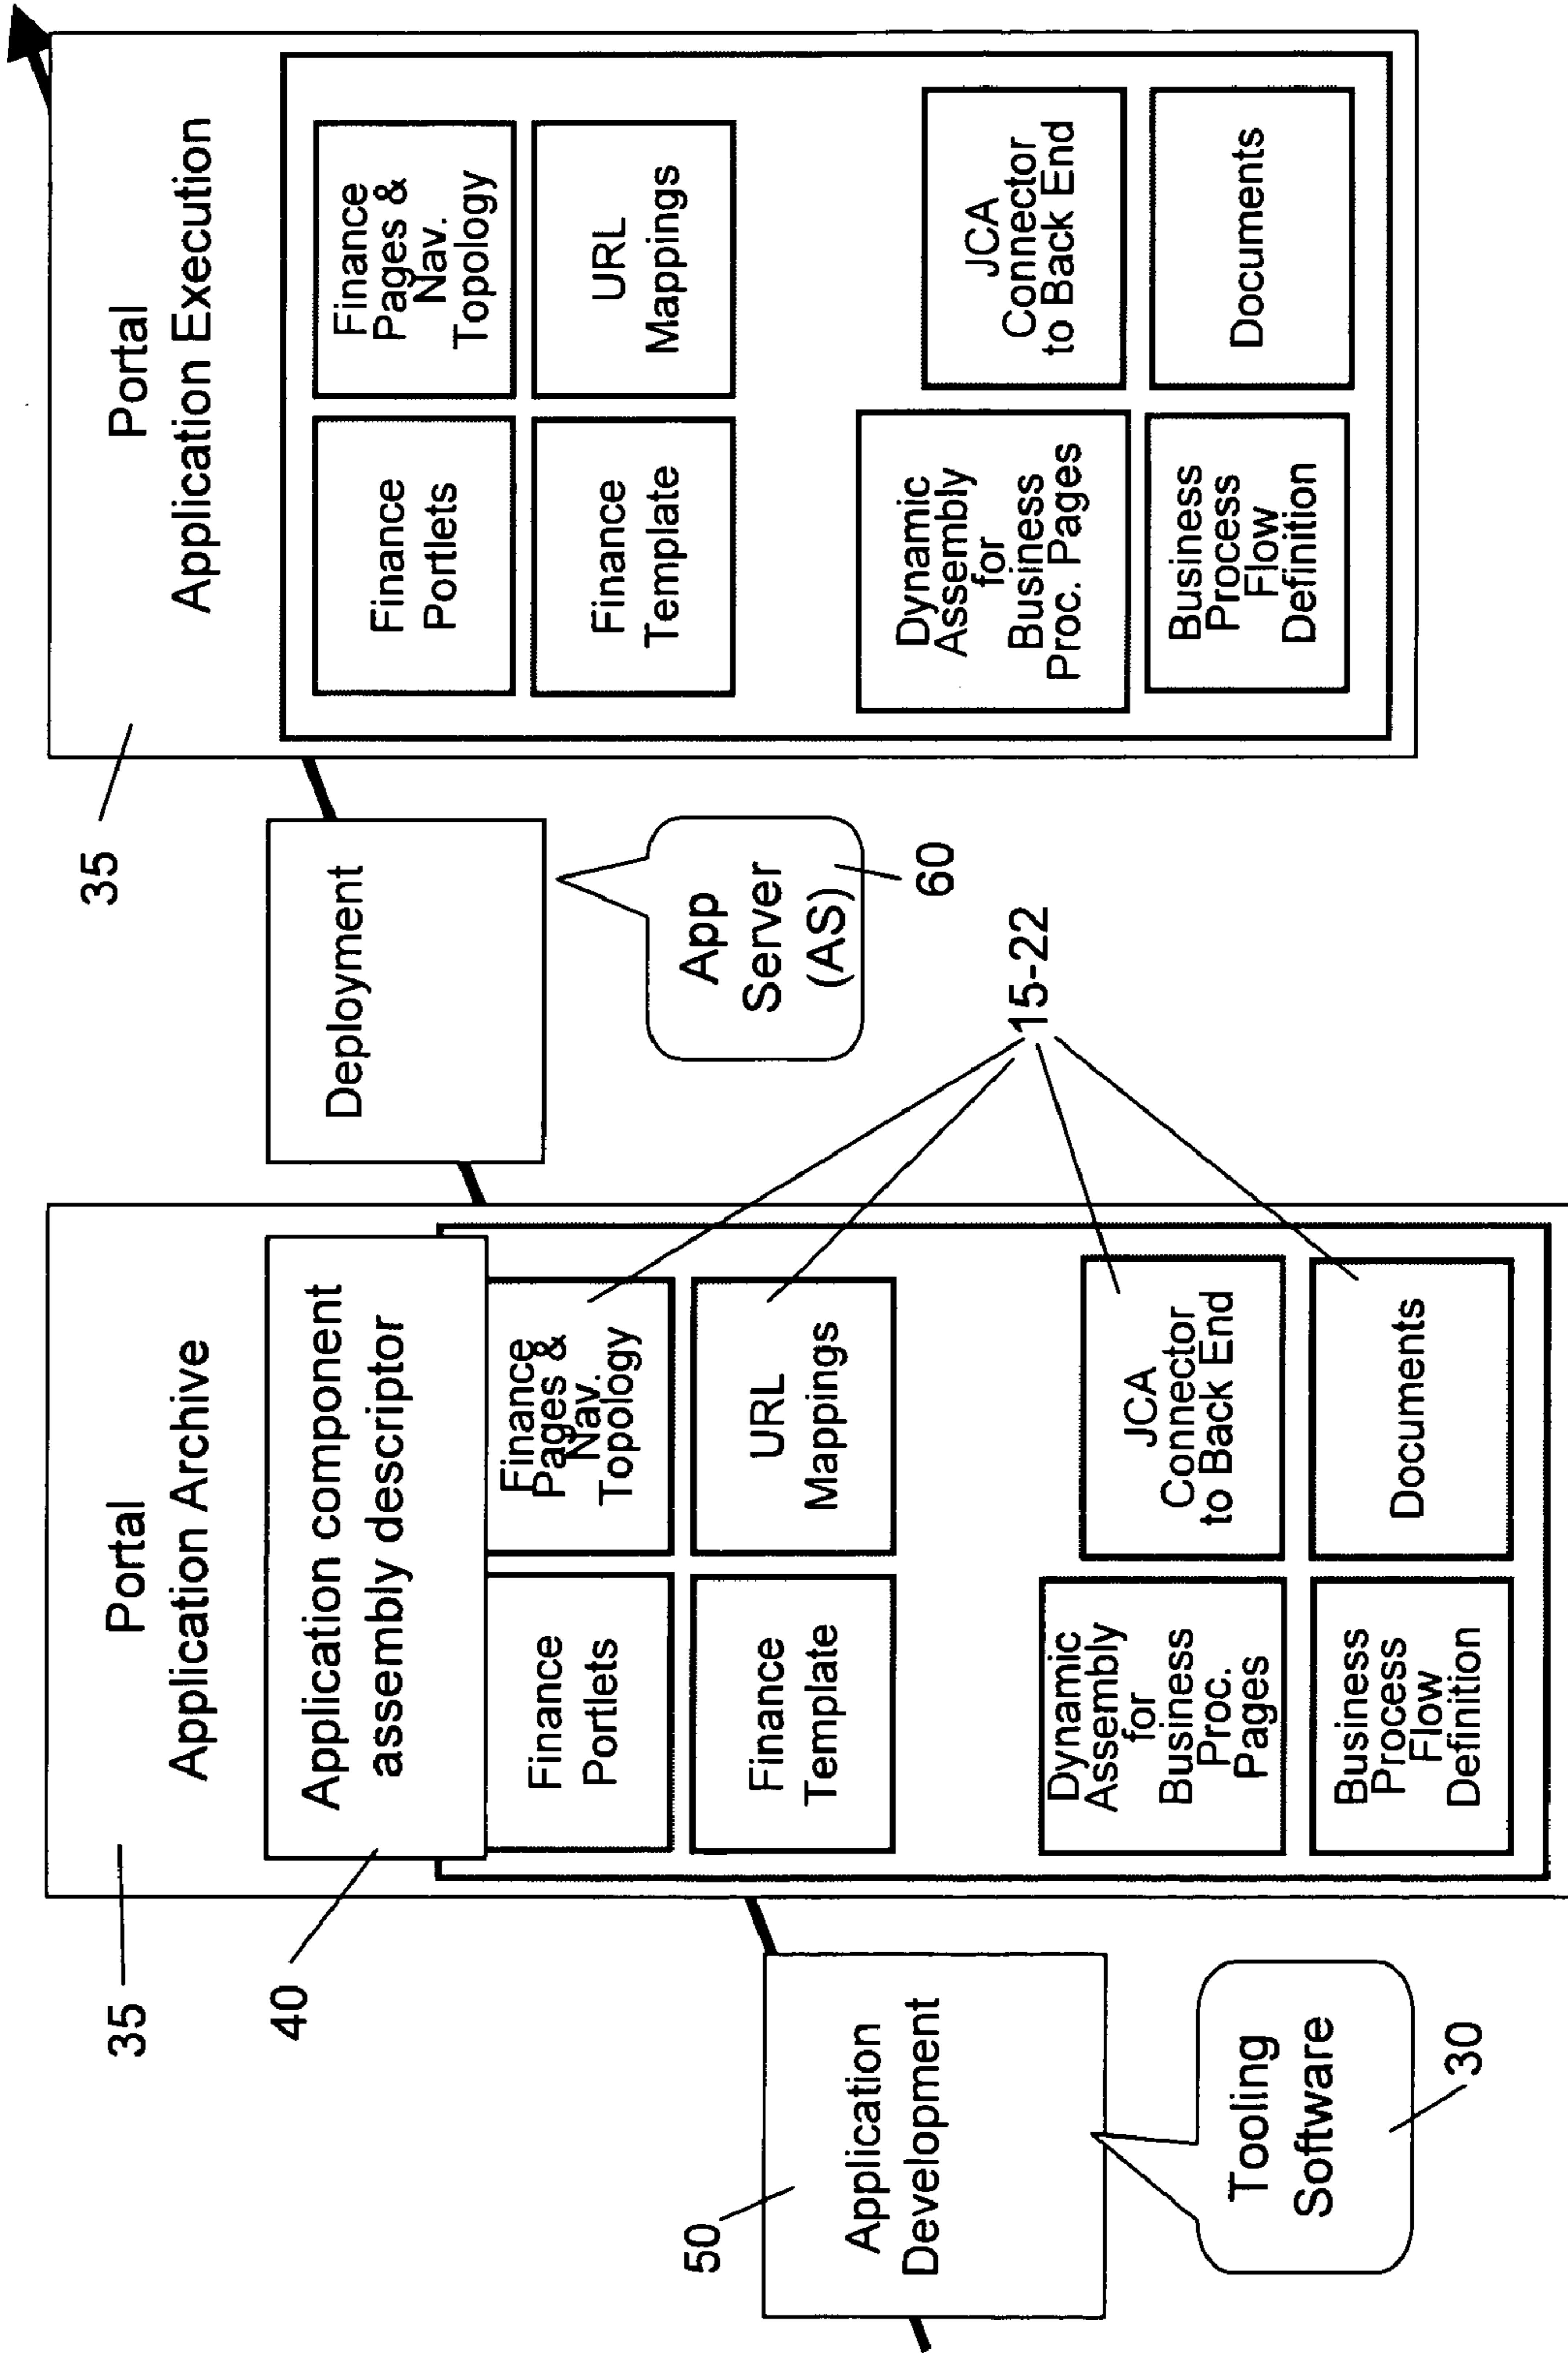 35
Portal
Application Archive
40
Application component
assembly descriptor
Finance
Portlets
Finance
Pages &
Nav.
Topology
Finance
Template
URL
Mappings
Dynamic
Assembly
for
Business
Proc.
Pages
JCA
Connector
to Back End
Business
Process
Flow
Definition
Documents
50
Application
Development
Tooling
Software
30
Deployment
App
Server
(AS)
60
15-22
35
Portal
Application Execution
Finance
Portlets
Finance
Pages &
Nav.
Topology
Finance
Template
URL
Mappings
Dynamic
Assembly
for
Business
Proc. Pages
JCA
Connector
to Back End
Business
Process
Flow
Definition
Documents